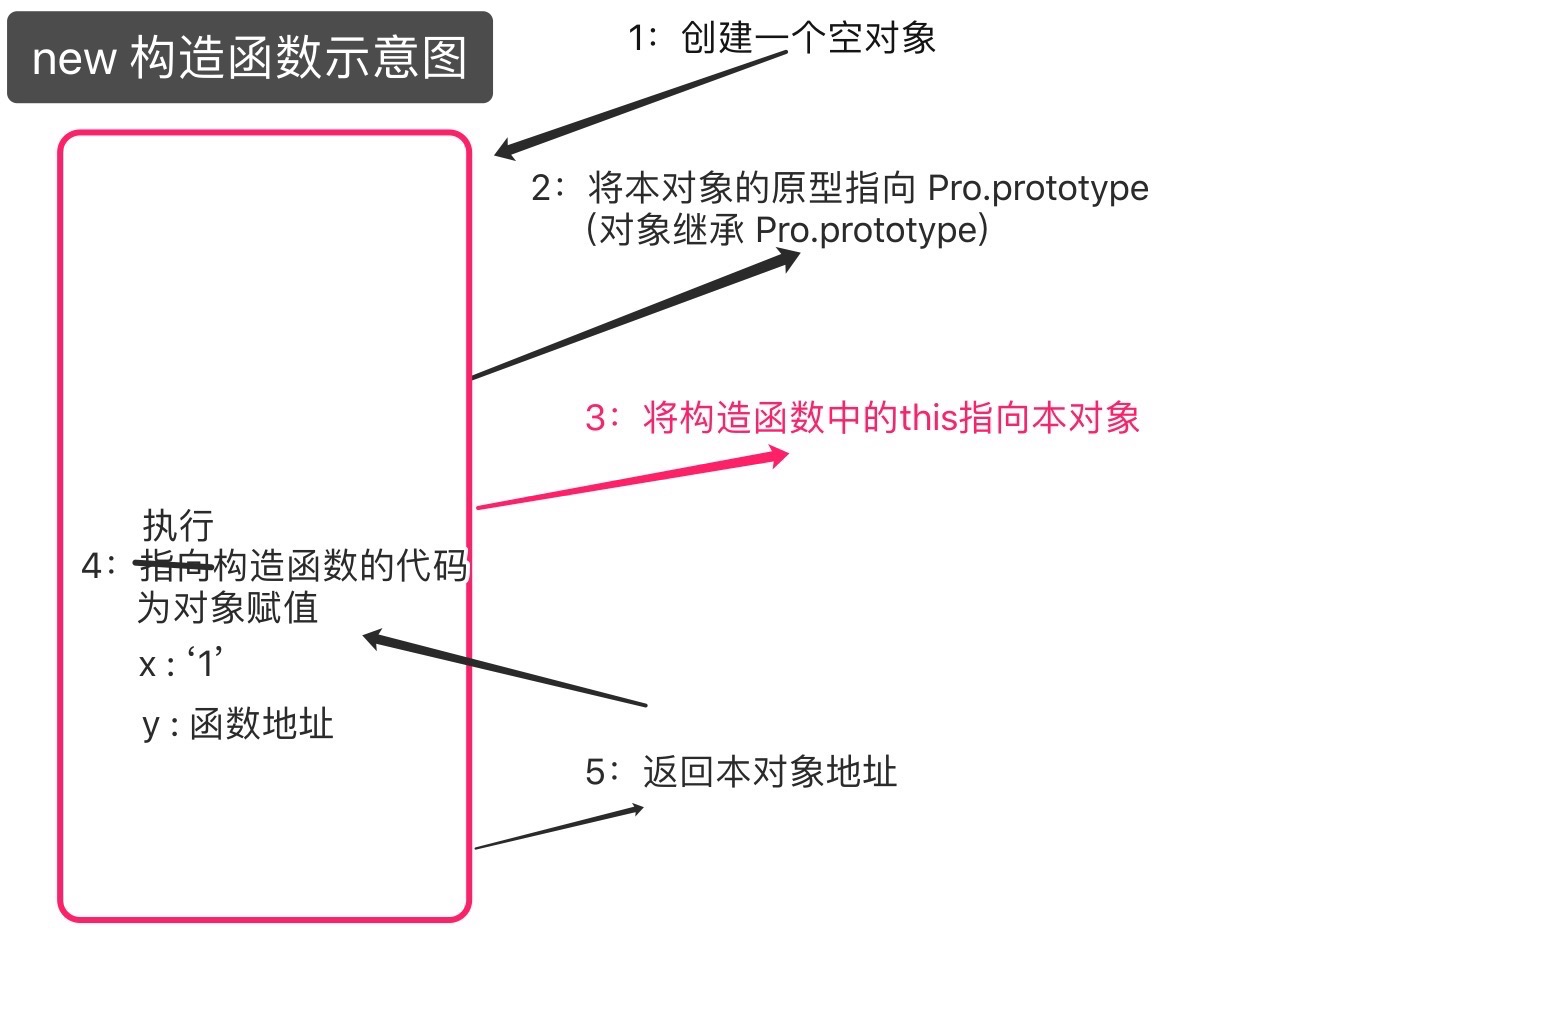 new 构造函数示意图
1：创建一个空对象
2：将本对象的原型指向 Pro.prototype
（对象继承 Pro.prototype）
3：将构造函数中的this指向本对象
执行
4：指向构造函数的代码
为对象赋值
x : ‘1’
y : 函数地址
5：返回本对象地址